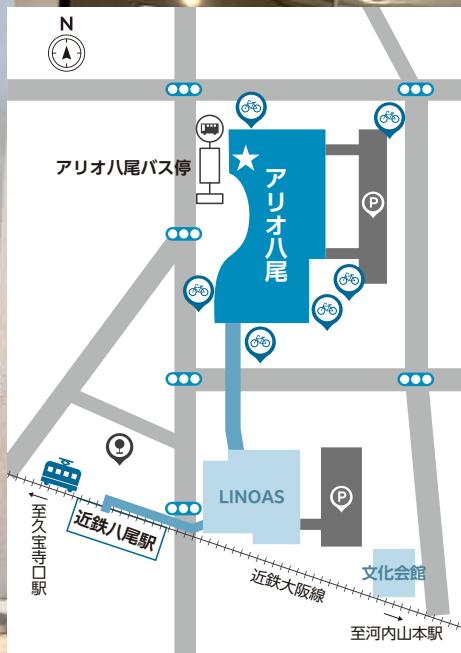 N
アリオ八尾バス停
アリオ八尾
P
LINOAS
P
近鉄八尾駅
至久宝寺口駅
近鉄大阪線
文化会館
至河内山本駅